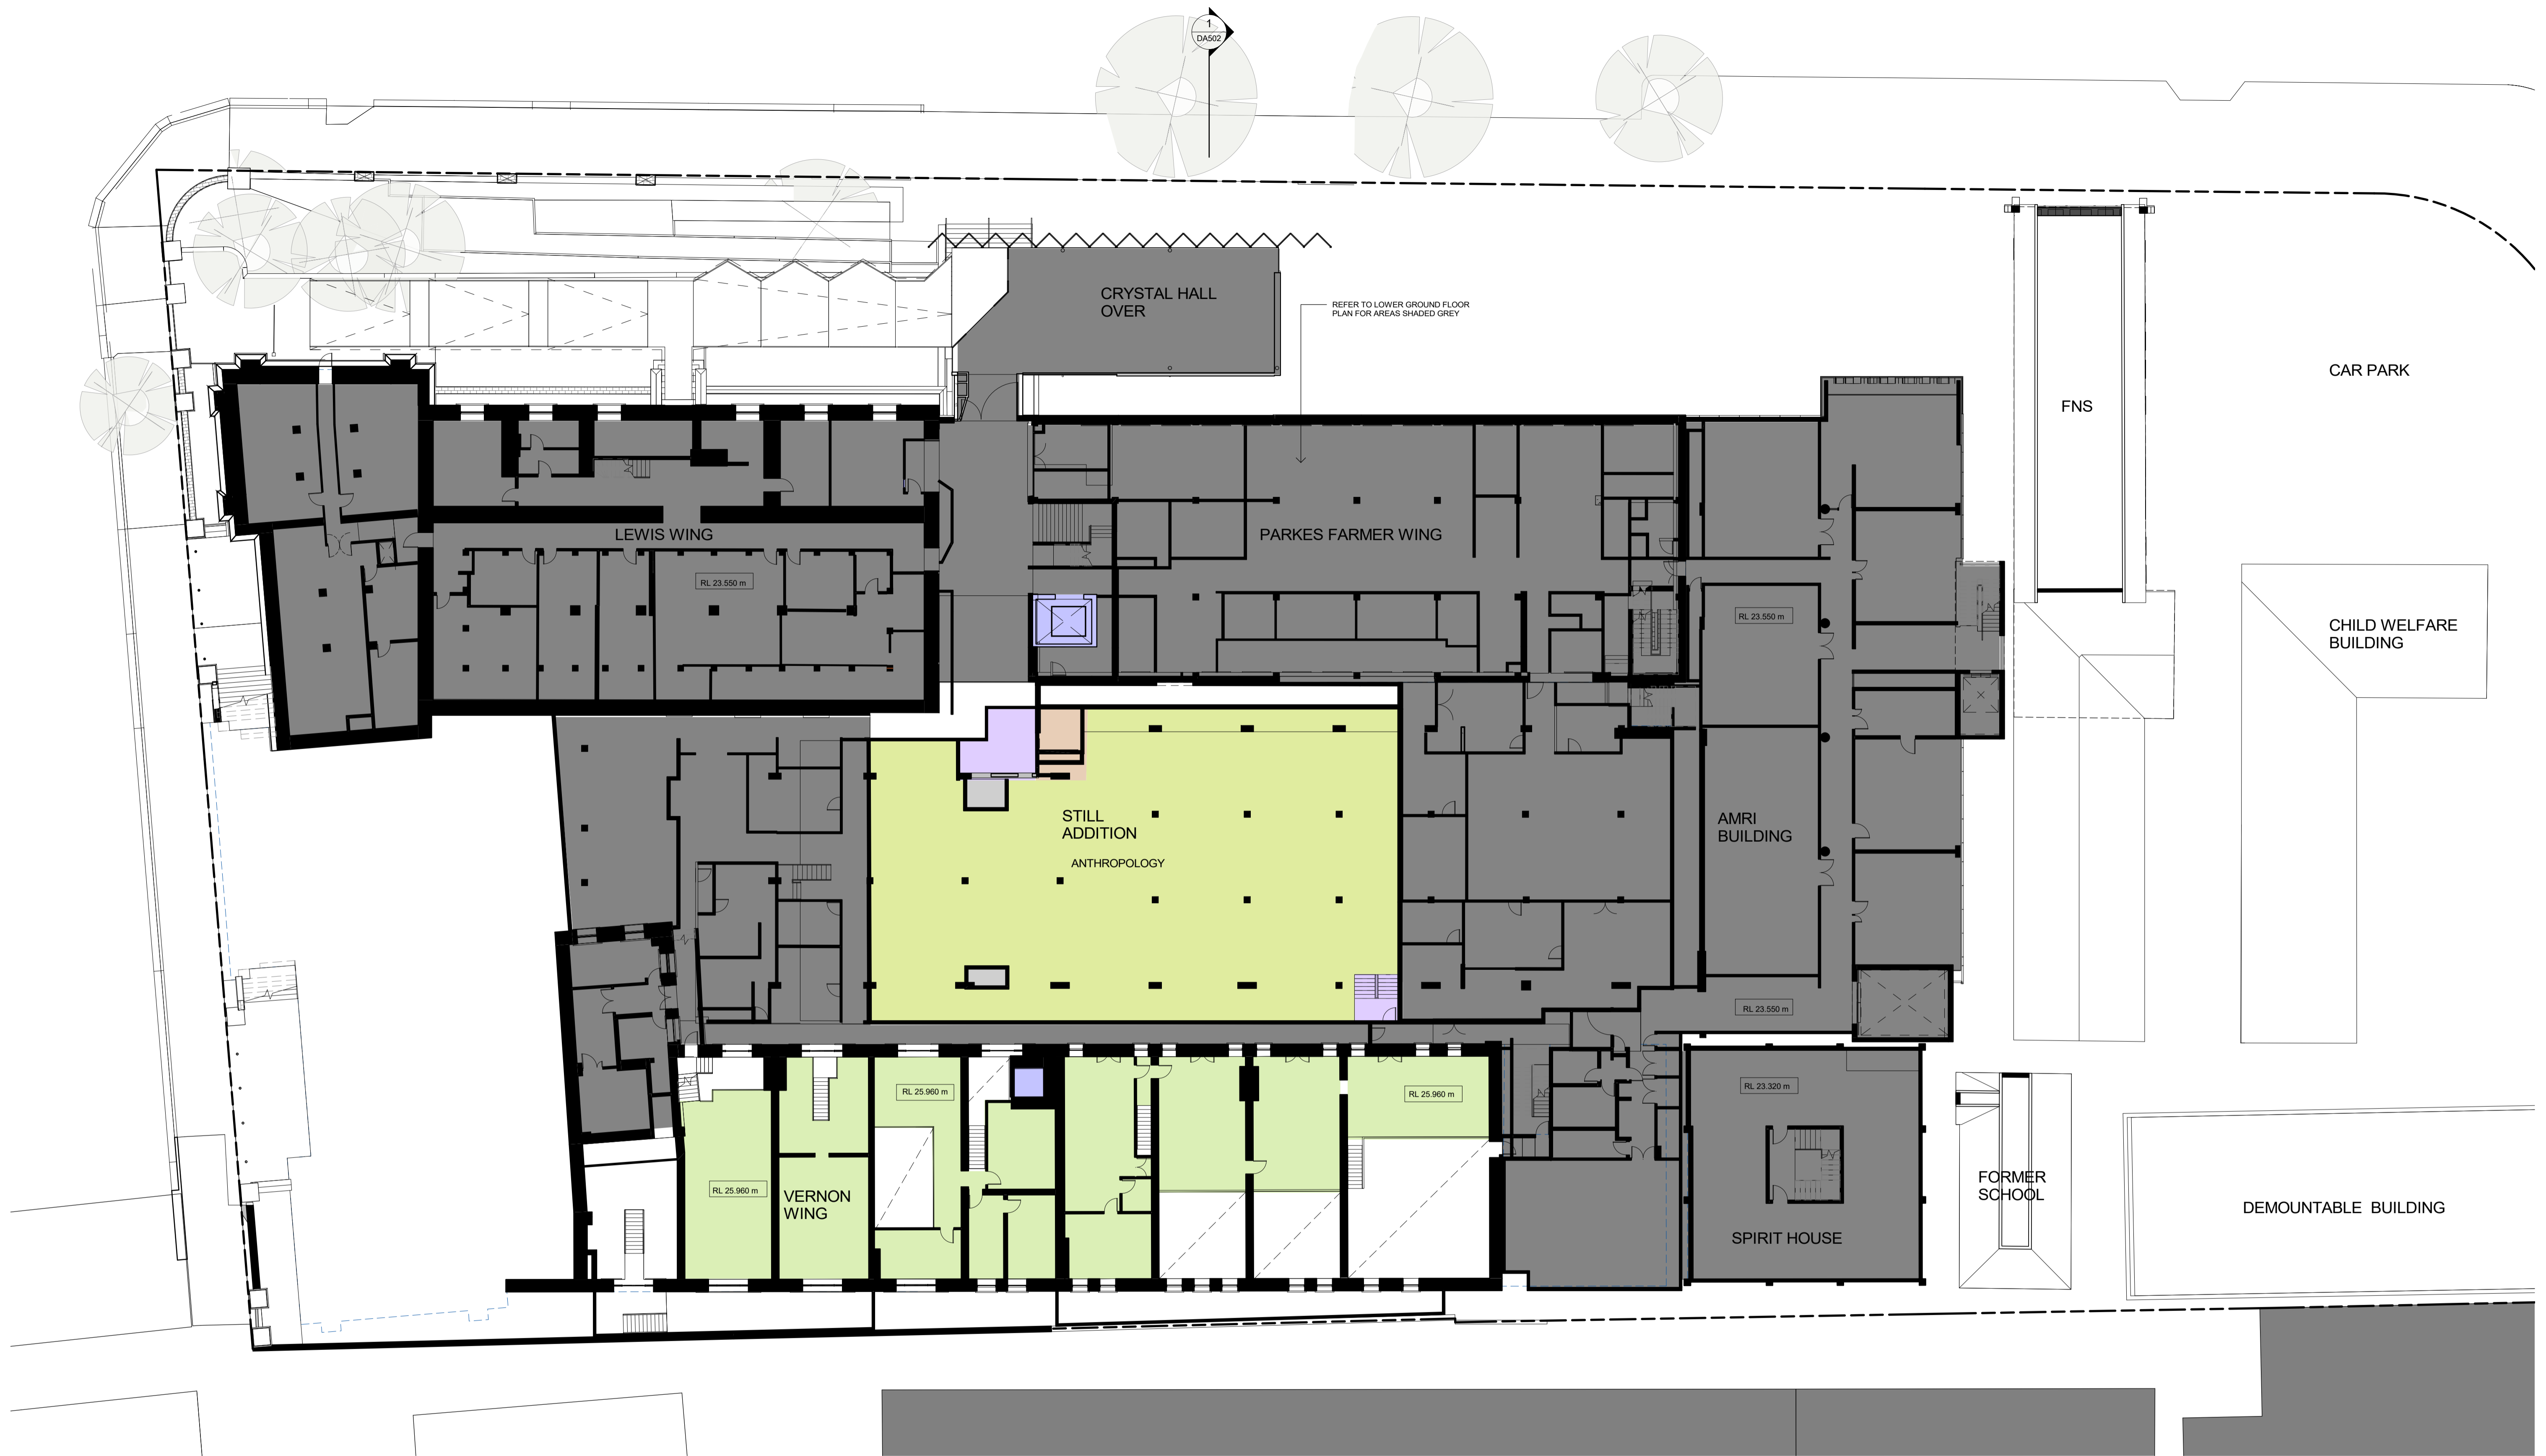 1
DA502
CRYSTAL HALL
OVER
REFER TO LOWER GROUND FLOOR
PLAN FOR AREAS SHADED GREY
CAR PARK
FNS
LEWIS WING
PARKES FARMER WING
RL 23.550 m
RL 23.550 m
CHILD WELFARE
BUILDING
STILL
ADDITION
ANTHROPOLOGY
AMRI
BUILDING
RL 23.550 m
RL 25.960 m
RL 25.960 m
RL 23.320 m
RL 25.960 m
VERNON
WING
FORMER
SCHOOL
DEMOUNTABLE BUILDING
SPIRIT HOUSE